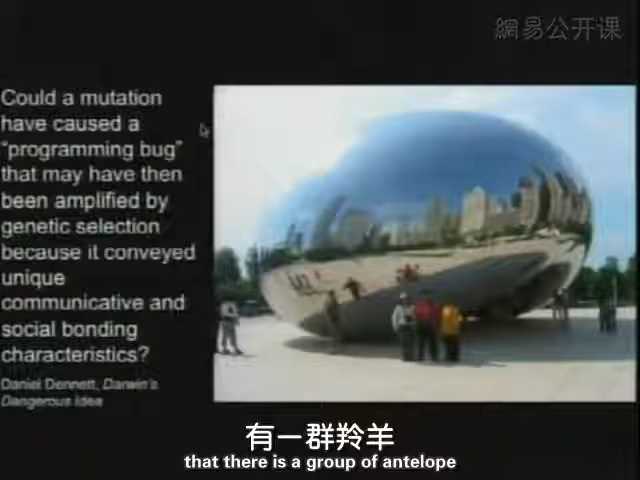 網易公开课
Could a mutation
have caused a
“programming bug”
that may have then
been amplified by
genetic selection
because it conveyed
unique
communicative and
social bonding
characteristics?
Daniel Dennett, Darwin's
Dangerous Idea
有一群羚羊
that there is a group of antelope